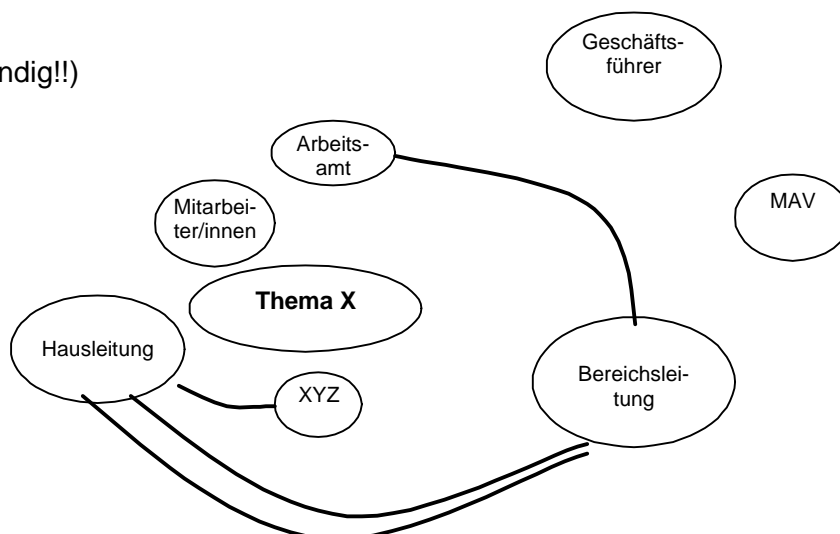 Geschäfts-
führer
ndig!!)
Arbeits-
amt
Mitarbei-
ter/innen
MAV
Thema X
Hausleitung
Bereichslei-
tung
XYZ